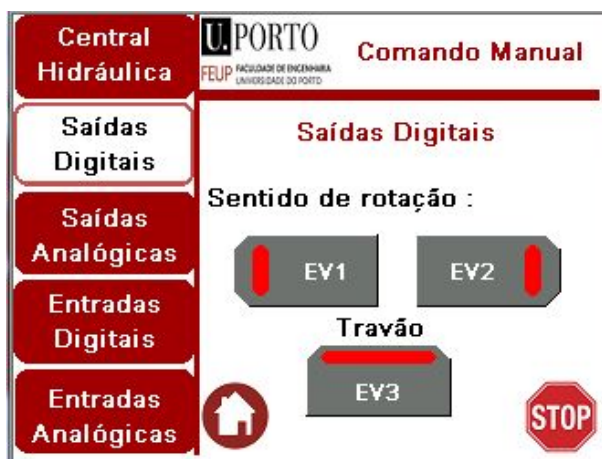 Central
Hidráulica
Saídas
Digitais
Saídas
Analógicas
Entradas
Digitais
Entradas
Analógicas
U. PORTO
FEUP FACULDADE DE ENGENHARIA
UNIVERSIDADE DO PORTO
Comando Manual
Saídas Digitais
Sentido de rotação :
EV1
EV2
Travão
EV3
STOP